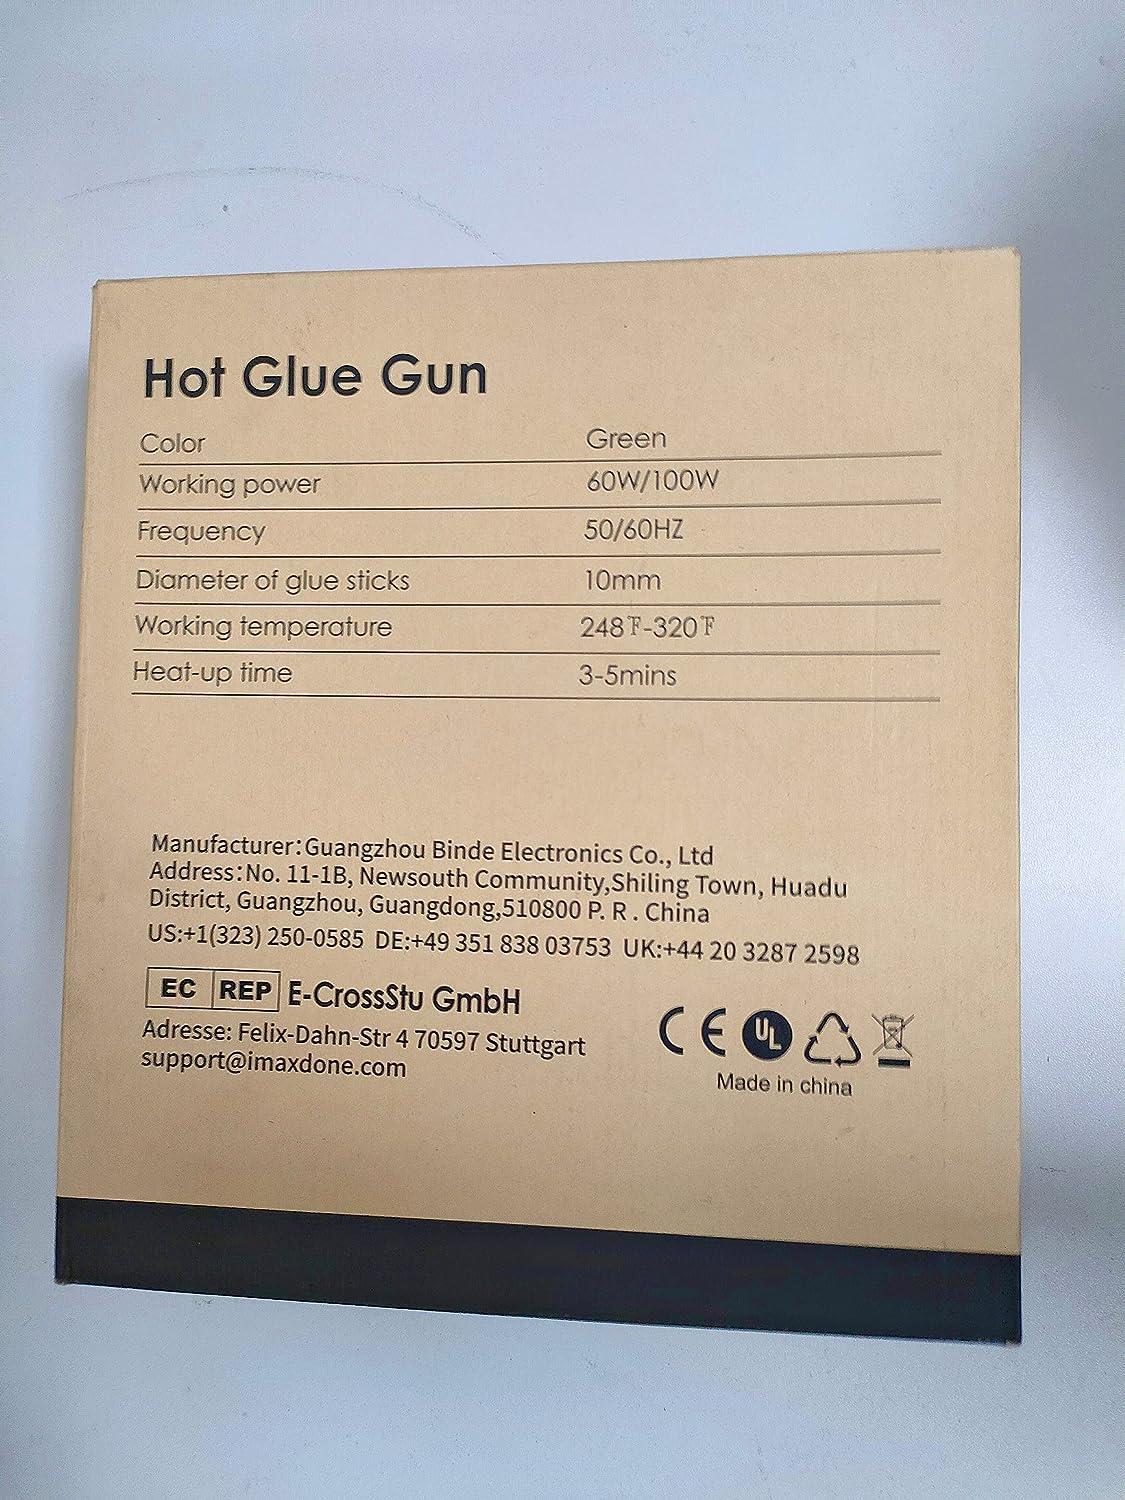 Hot Glue Gun
Color Green
Working power 60W/100W
Frequency 50/60HZ
Diameter of glue sticks 10mm
Working temperature 248℉-320℉
Heat-up time 3-5mins
Manufacturer:Guangzhou Binde Electronics Co., Ltd
Address:No. 11-1B, Newsouth Community,Shiling Town, Huadu
District, Guangzhou, Guangdong,510800 P. R . China
US:+1(323) 250-0585 DE:+49 351 838 03753 UK:+44 20 3287 2598
EC REP E-CrossStu GmbH
Adresse: Felix-Dahn-Str 4 70597 Stuttgart
support@imaxdone.com
CE UL
Made in china